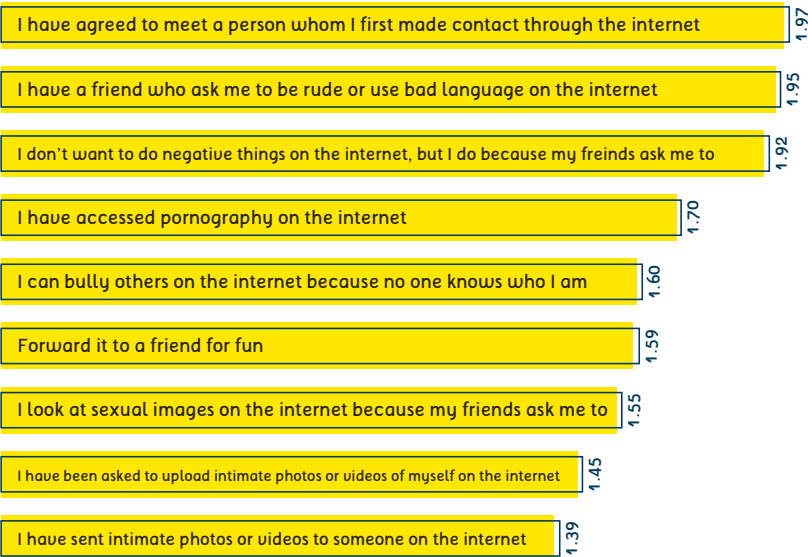 I have agreed to meet a person whom I first made contact through the internet
1.97
I have a friend who ask me to be rude or use bad language on the internet
1.95
I don't want to do negative things on the internet, but I do because my freinds ask me to
1.92
I have accessed pornography on the internet
1.70
I can bully others on the internet because no one knows who I am
1.60
Forward it to a friend for fun
1.59
I look at sexual images on the internet because my friends ask me to
1.55
I have been asked to upload intimate photos or videos of myself on the internet
1.45
I have sent intimate photos or videos to someone on the internet
1.39